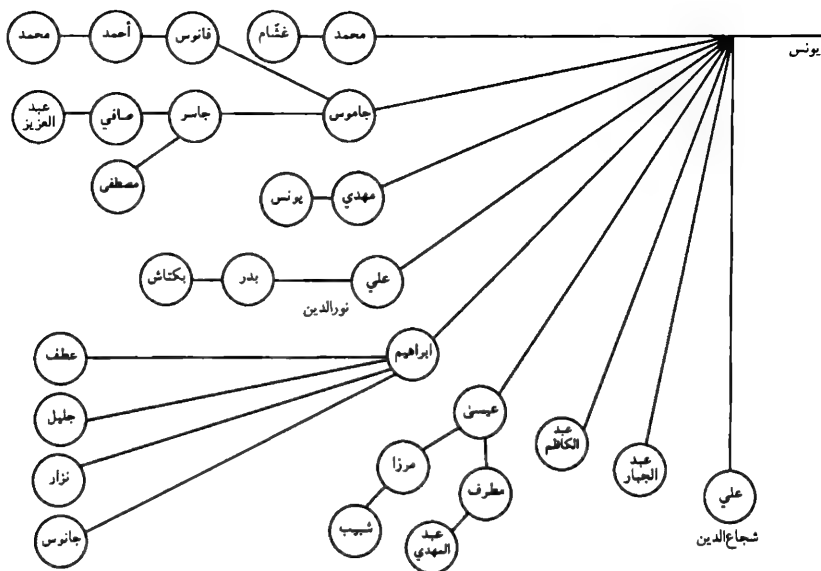 يونس
محمد
غشّام
فانوس
أحمد
محمد
جاموس
جاسر
صافي
عبد
العزيز
مصطفى
مهدي
يونس
علي
نورالدين
بدر
بكتاش
ابراهيم
عطف
جليل
نزار
جانوس
عيسى
مرزا
شبيب
مطرف
عبد
المهدي
عبد
الكاظم
عبد
الجبار
علي
شجاع‌الدين